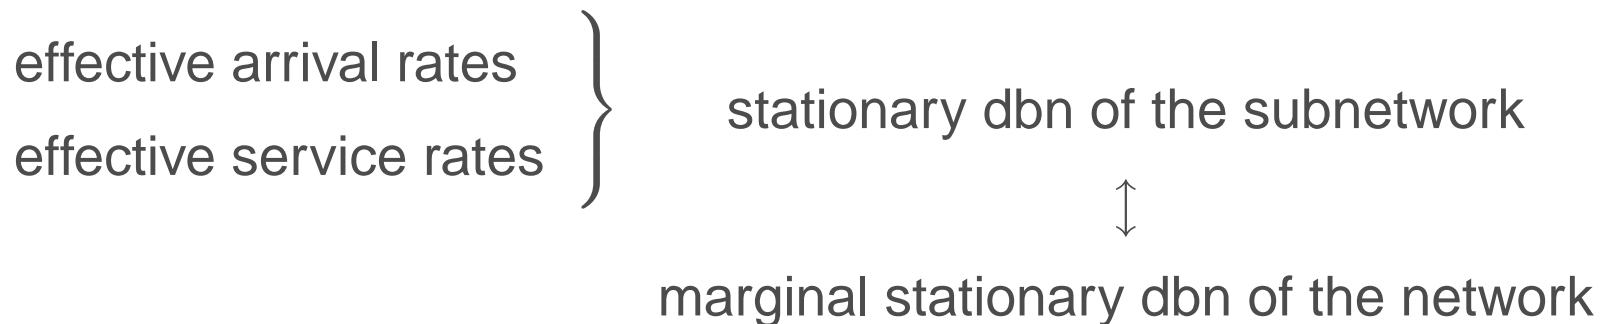 effective arrival rates
effective service rates
stationary dbn of the subnetwork
↕
marginal stationary dbn of the network